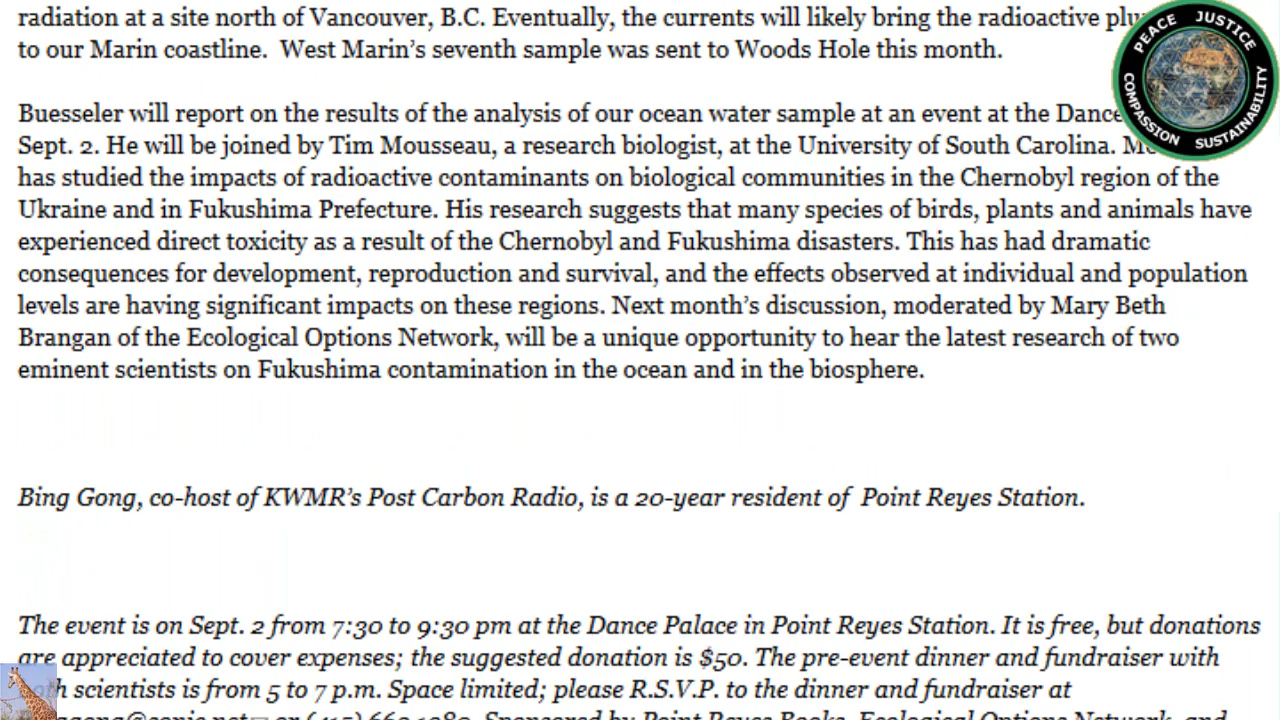 radiation at a site north of Vancouver, B.C. Eventually, the currents will likely bring the radioactive
to our Marin coastline.  West Marin’s seventh sample was sent to Woods Hole this month.
Buesseler will report on the results of the analysis of our ocean water sample at an event at the Dance
Sept. 2. He will be joined by Tim Mousseau, a research biologist, at the University of South Carolina.
has studied the impacts of radioactive contaminants on biological communities in the Chernobyl region of the
Ukraine and in Fukushima Prefecture. His research suggests that many species of birds, plants and animals have
experienced direct toxicity as a result of the Chernobyl and Fukushima disasters. This has had dramatic
consequences for development, reproduction and survival, and the effects observed at individual and population
levels are having significant impacts on these regions. Next month’s discussion, moderated by Mary Beth
Brangan of the Ecological Options Network, will be a unique opportunity to hear the latest research of two
eminent scientists on Fukushima contamination in the ocean and in the biosphere.
Bing Gong, co-host of KWMR’s Post Carbon Radio, is a 20-year resident of  Point Reyes Station.
The event is on Sept. 2 from 7:30 to 9:30 pm at the Dance Palace in Point Reyes Station. It is free, but donations
are appreciated to cover expenses; the suggested donation is $50. The pre-event dinner and fundraiser with
scientists is from 5 to 7 p.m. Space limited; please R.S.V.P. to the dinner and fundraiser at
or Sponsored by Point Reyes Books, Ecological Options Network, and
PEACE JUSTICE
COMPASSION SUSTAINABILITY